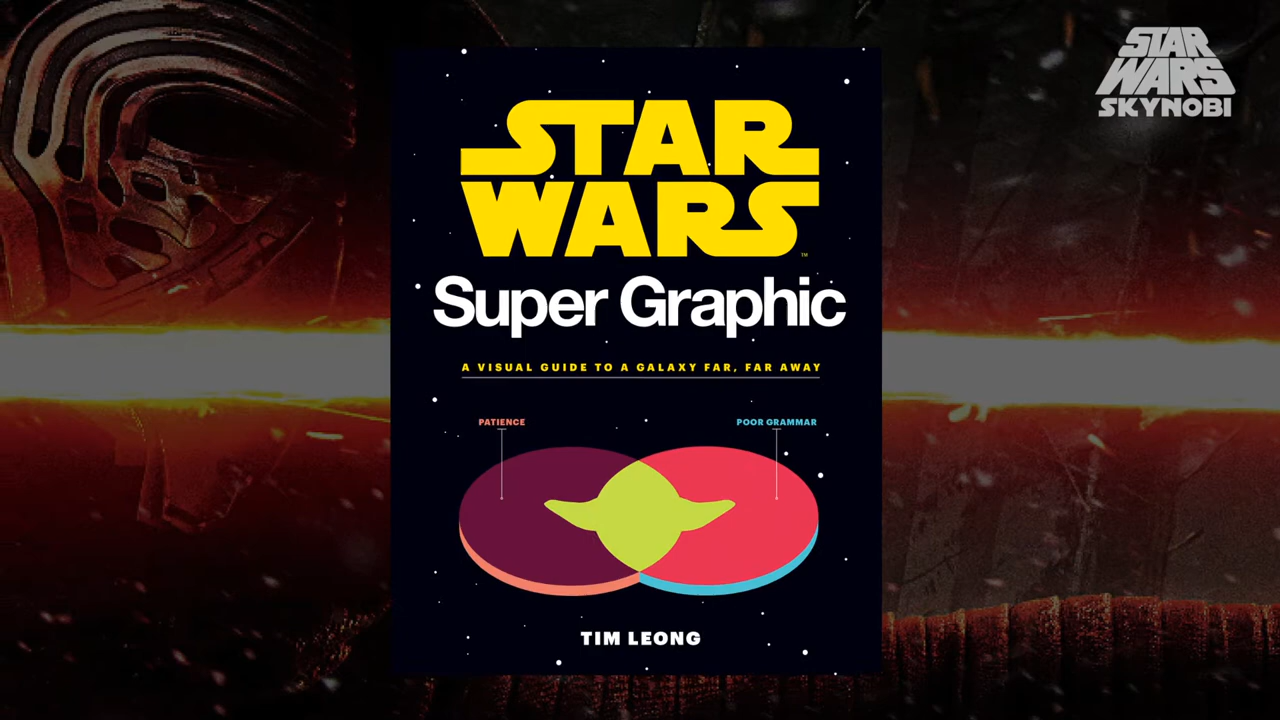 STAR
WARS
SKYNOBI
STAR
WARS
TM
Super Graphic
A VISUAL GUIDE TO A GALAXY FAR, FAR AWAY
PATIENCE
POOR GRAMMAR
TIM LEONG